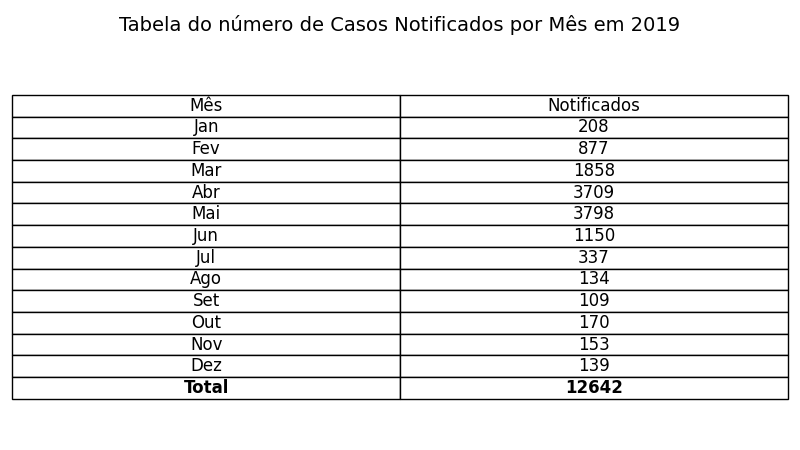 Tabela do número de Casos Notificados por Mês em 2019
Mês Notificados
Jan 208
Fev 877
Mar 1858
Abr 3709
Mai 3798
Jun 1150
Jul 337
Ago 134
Set 109
Out 170
Nov 153
Dez 139
Total 12642